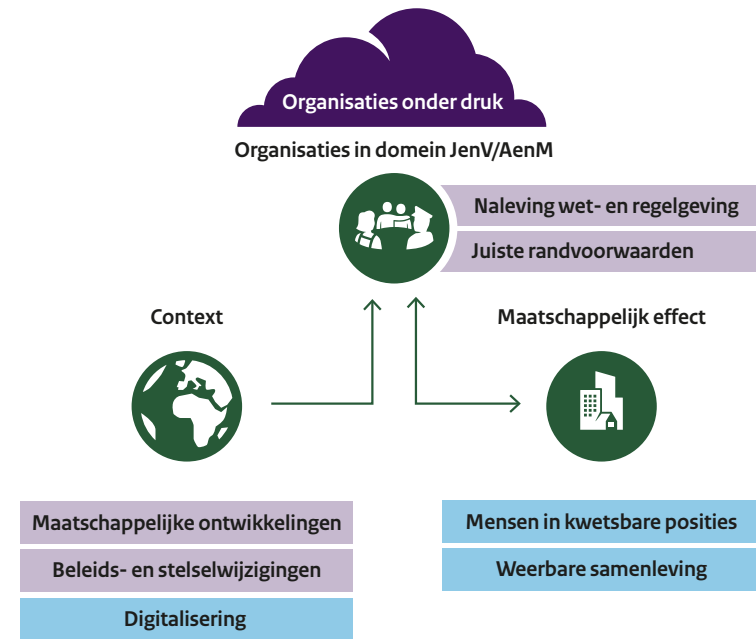 Organisaties onder druk
Organisaties in domein JenV/AenM
Naleving wet- en regelgeving
Juiste randvoorwaarden
Context
Maatschappelijk effect
Maatschappelijke ontwikkelingen
Beleids- en stelselwijzigingen
Digitalisering
Mensen in kwetsbare posities
Weerbare samenleving